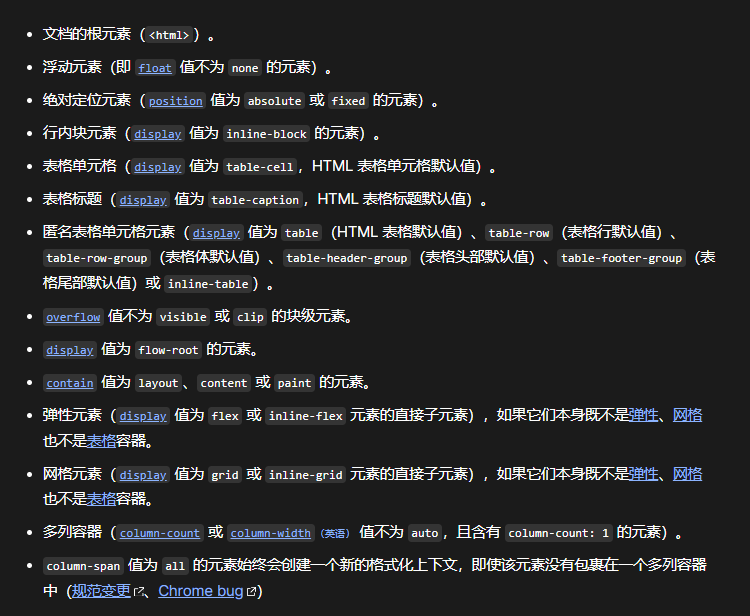 文档的根元素（<html>）。
浮动元素（即 float 值不为 none 的元素）。
绝对定位元素（position 值为 absolute 或 fixed 的元素）。
行内块元素（display 值为 inline-block 的元素）。
表格单元格（display 值为 table-cell，HTML 表格单元格默认值）。
表格标题（display 值为 table-caption，HTML 表格标题默认值）。
匿名表格单元格元素（display 值为 table（HTML 表格默认值）、table-row（表格行默认值）、
table-row-group（表格体默认值）、table-header-group（表格头部默认值）、table-footer-group（表
格尾部默认值）或 inline-table）。
overflow 值不为 visible 或 clip 的块级元素。
display 值为 flow-root 的元素。
contain 值为 layout、content 或 paint 的元素。
弹性元素（display 值为 flex 或 inline-flex 元素的直接子元素），如果它们本身既不是弹性、网格
也不是表格容器。
网格元素（display 值为 grid 或 inline-grid 元素的直接子元素），如果它们本身既不是弹性、网格
也不是表格容器。
多列容器（column-count 或 column-width（英语） 值不为 auto，且含有 column-count: 1 的元素）。
column-span 值为 all 的元素始终会创建一个新的格式化上下文，即使该元素没有包裹在一个多列容器
中（规范变更、Chrome bug）